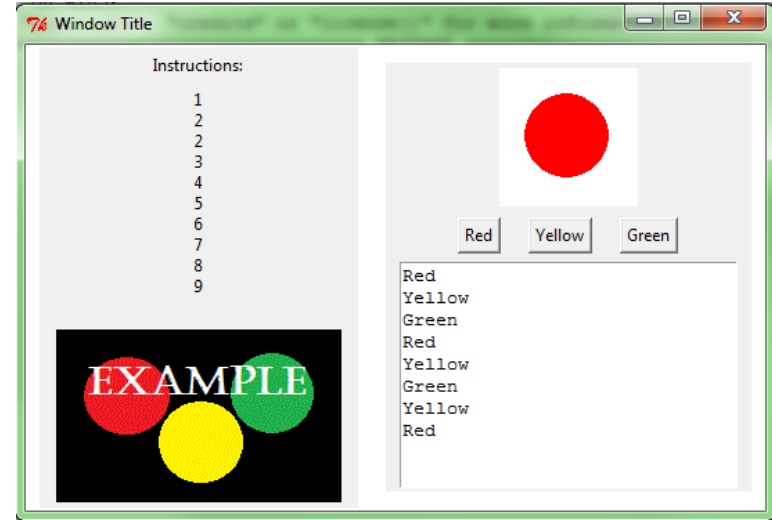 Window Title
Instructions:
1
2
2
3
4
5
6
7
8
9
EXAMPLE
Red Yellow Green
Red
Yellow
Green
Red
Yellow
Green
Yellow
Red